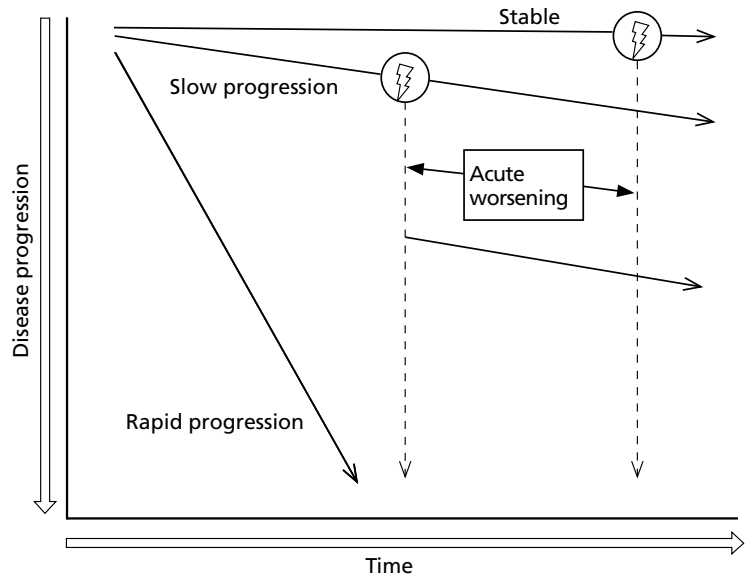 Stable
Slow progression
Acute
worsening
Disease progression
Rapid progression
Time